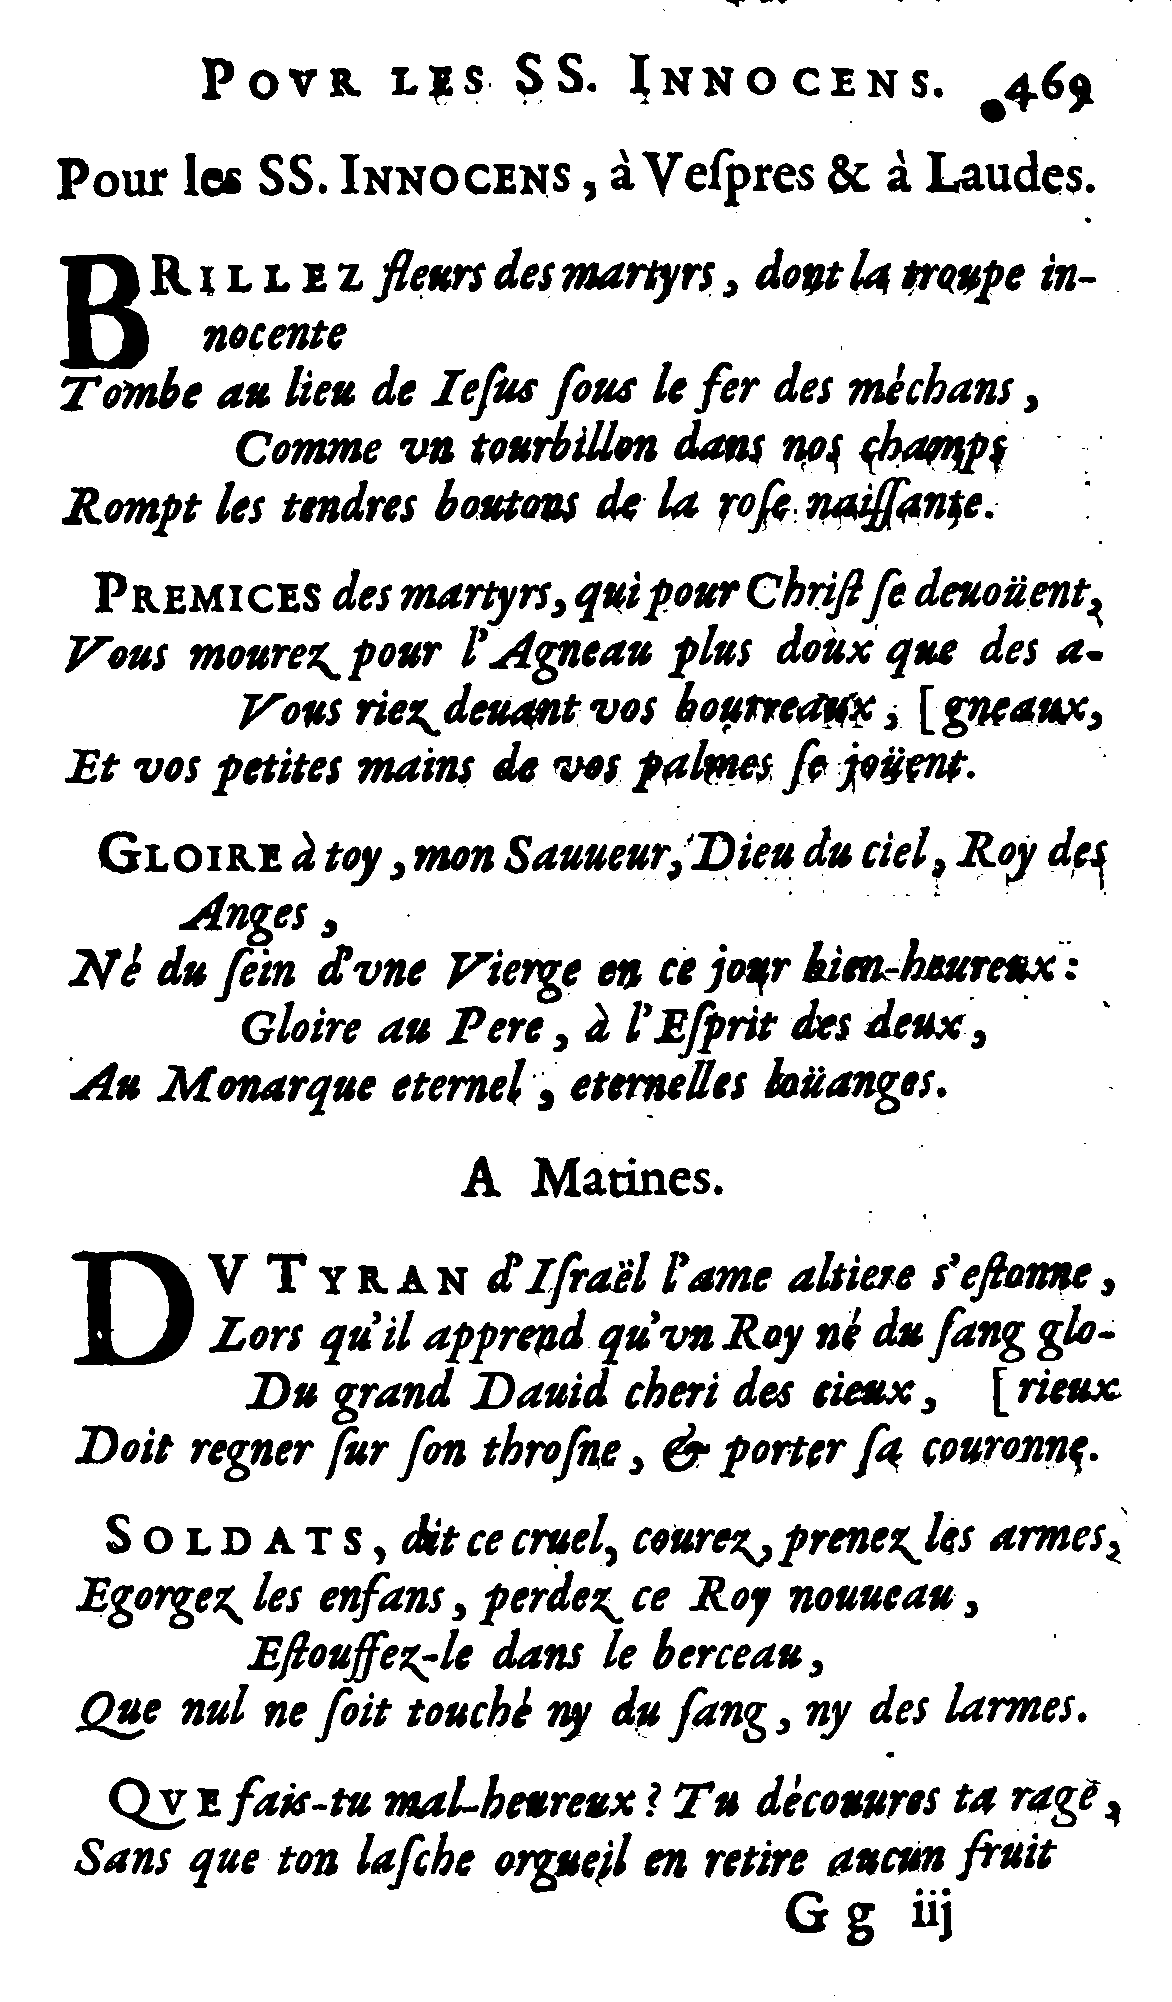 POVR LES SS. INNOCENS. 469
Pour les SS. INNOCENS, à Veſpres & à Laudes.
BRILLEZ fleurs des martyrs, dont la troupe in-
nocente
Tombe au lieu de Ieſus ſous le fer des méchans,
Comme vn tourbillon dans nos champs
Rompt les tendres boutons de la roſe naiſſante.
PREMICES des martyrs, qui pour Chriſt ſe deuoüent,
Vous mourez pour l'Agneau plus doux que des a-
Vous riez deuant vos bourreaux, [gneaux,
Et vos petites mains de vos palmes ſe joüent.
GLOIRE à toy, mon Sauueur, Dieu du ciel, Roy des
Anges,
Né du ſein d'vne Vierge en ce jour bien-heureux:
Gloire au Pere, à l'Eſprit des deux,
Au Monarque eternel, eternelles loüanges.
A Matines.
DV TYRAN d'Iſraël l'ame altiere s'eſtonne,
Lors qu'il apprend qu'vn Roy né du ſang glo-
Du grand Dauid cheri des cieux, [rieux
Doit regner ſur ſon throſne, & porter ſa couronne.
SOLDATS, dit ce cruel, courez, prenez les armes,
Egorgez les enfans, perdez ce Roy nouueau,
Eſtouffez-le dans le berceau,
Que nul ne ſoit touché ny du ſang, ny des larmes.
QVE fais-tu mal-heureux? Tu découures ta rage,
Sans que ton laſche orgueil en retire aucun fruit
G g iij